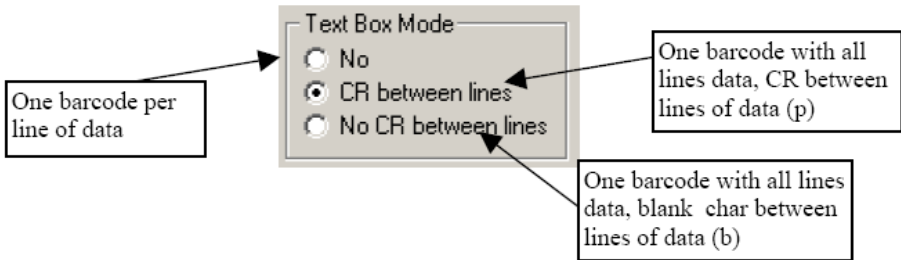 Text Box Mode
No
CR between lines
No CR between lines
One barcode per
line of data
One barcode with all
lines data, CR between
lines of data (p)
One barcode with all lines
data, blank char between
lines of data (b)